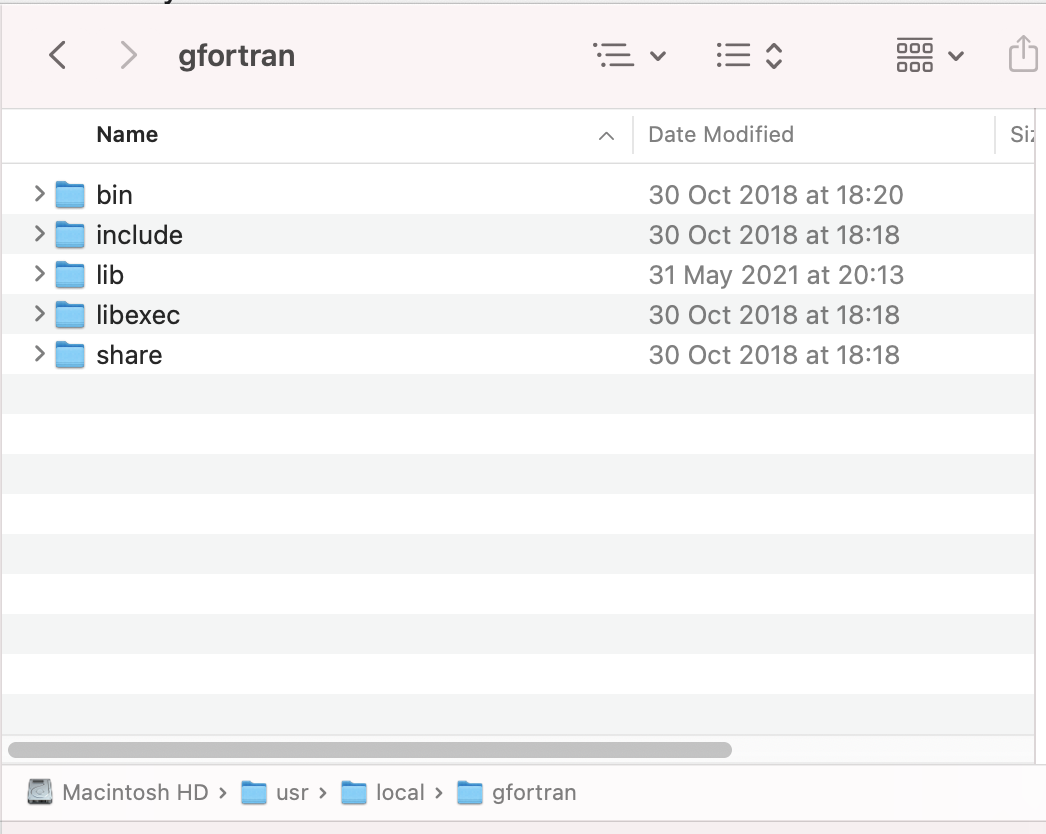 gfortran
Name Date Modified
bin 30 Oct 2018 at 18:20
include 30 Oct 2018 at 18:18
lib 31 May 2021 at 20:13
libexec 30 Oct 2018 at 18:18
share 30 Oct 2018 at 18:18
Macintosh HD › usr › local › gfortran